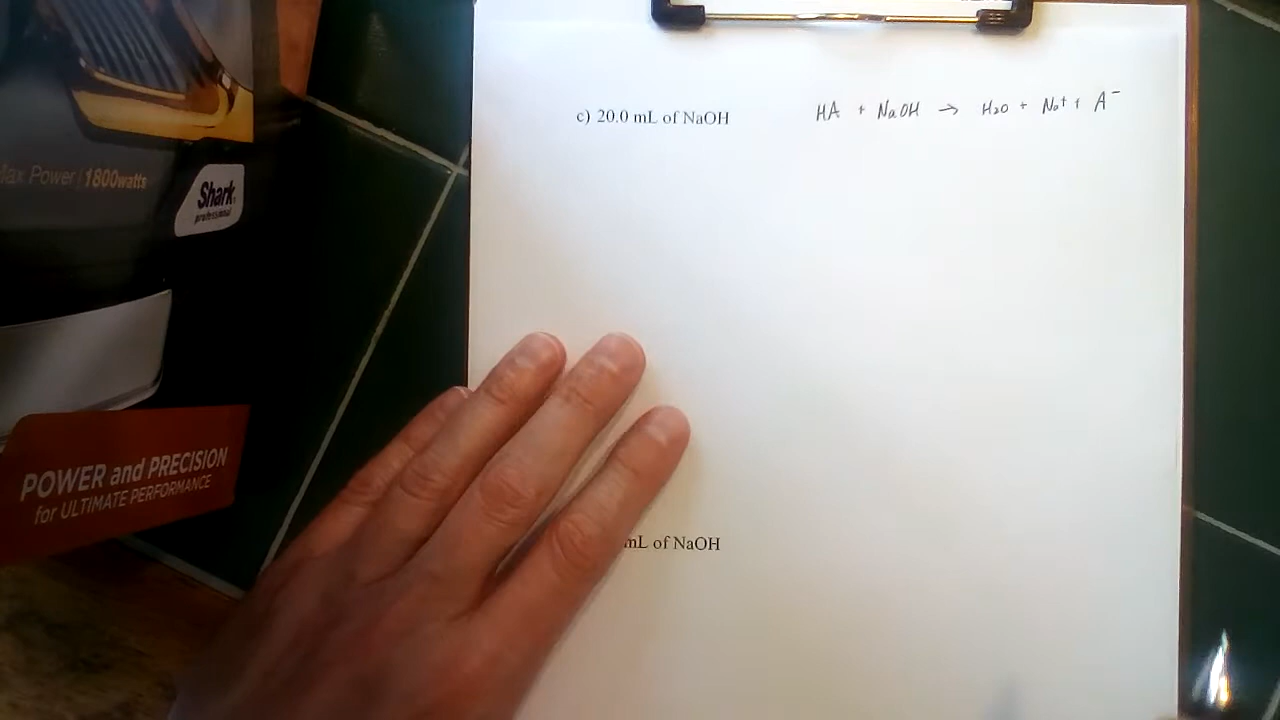 c) 20.0 mL of NaOH
HA + NaOH → H2O + Na+ + A−
Max Power | 1800watts
Shark
professional
POWER and PRECISION
for ULTIMATE PERFORMANCE
mL of NaOH